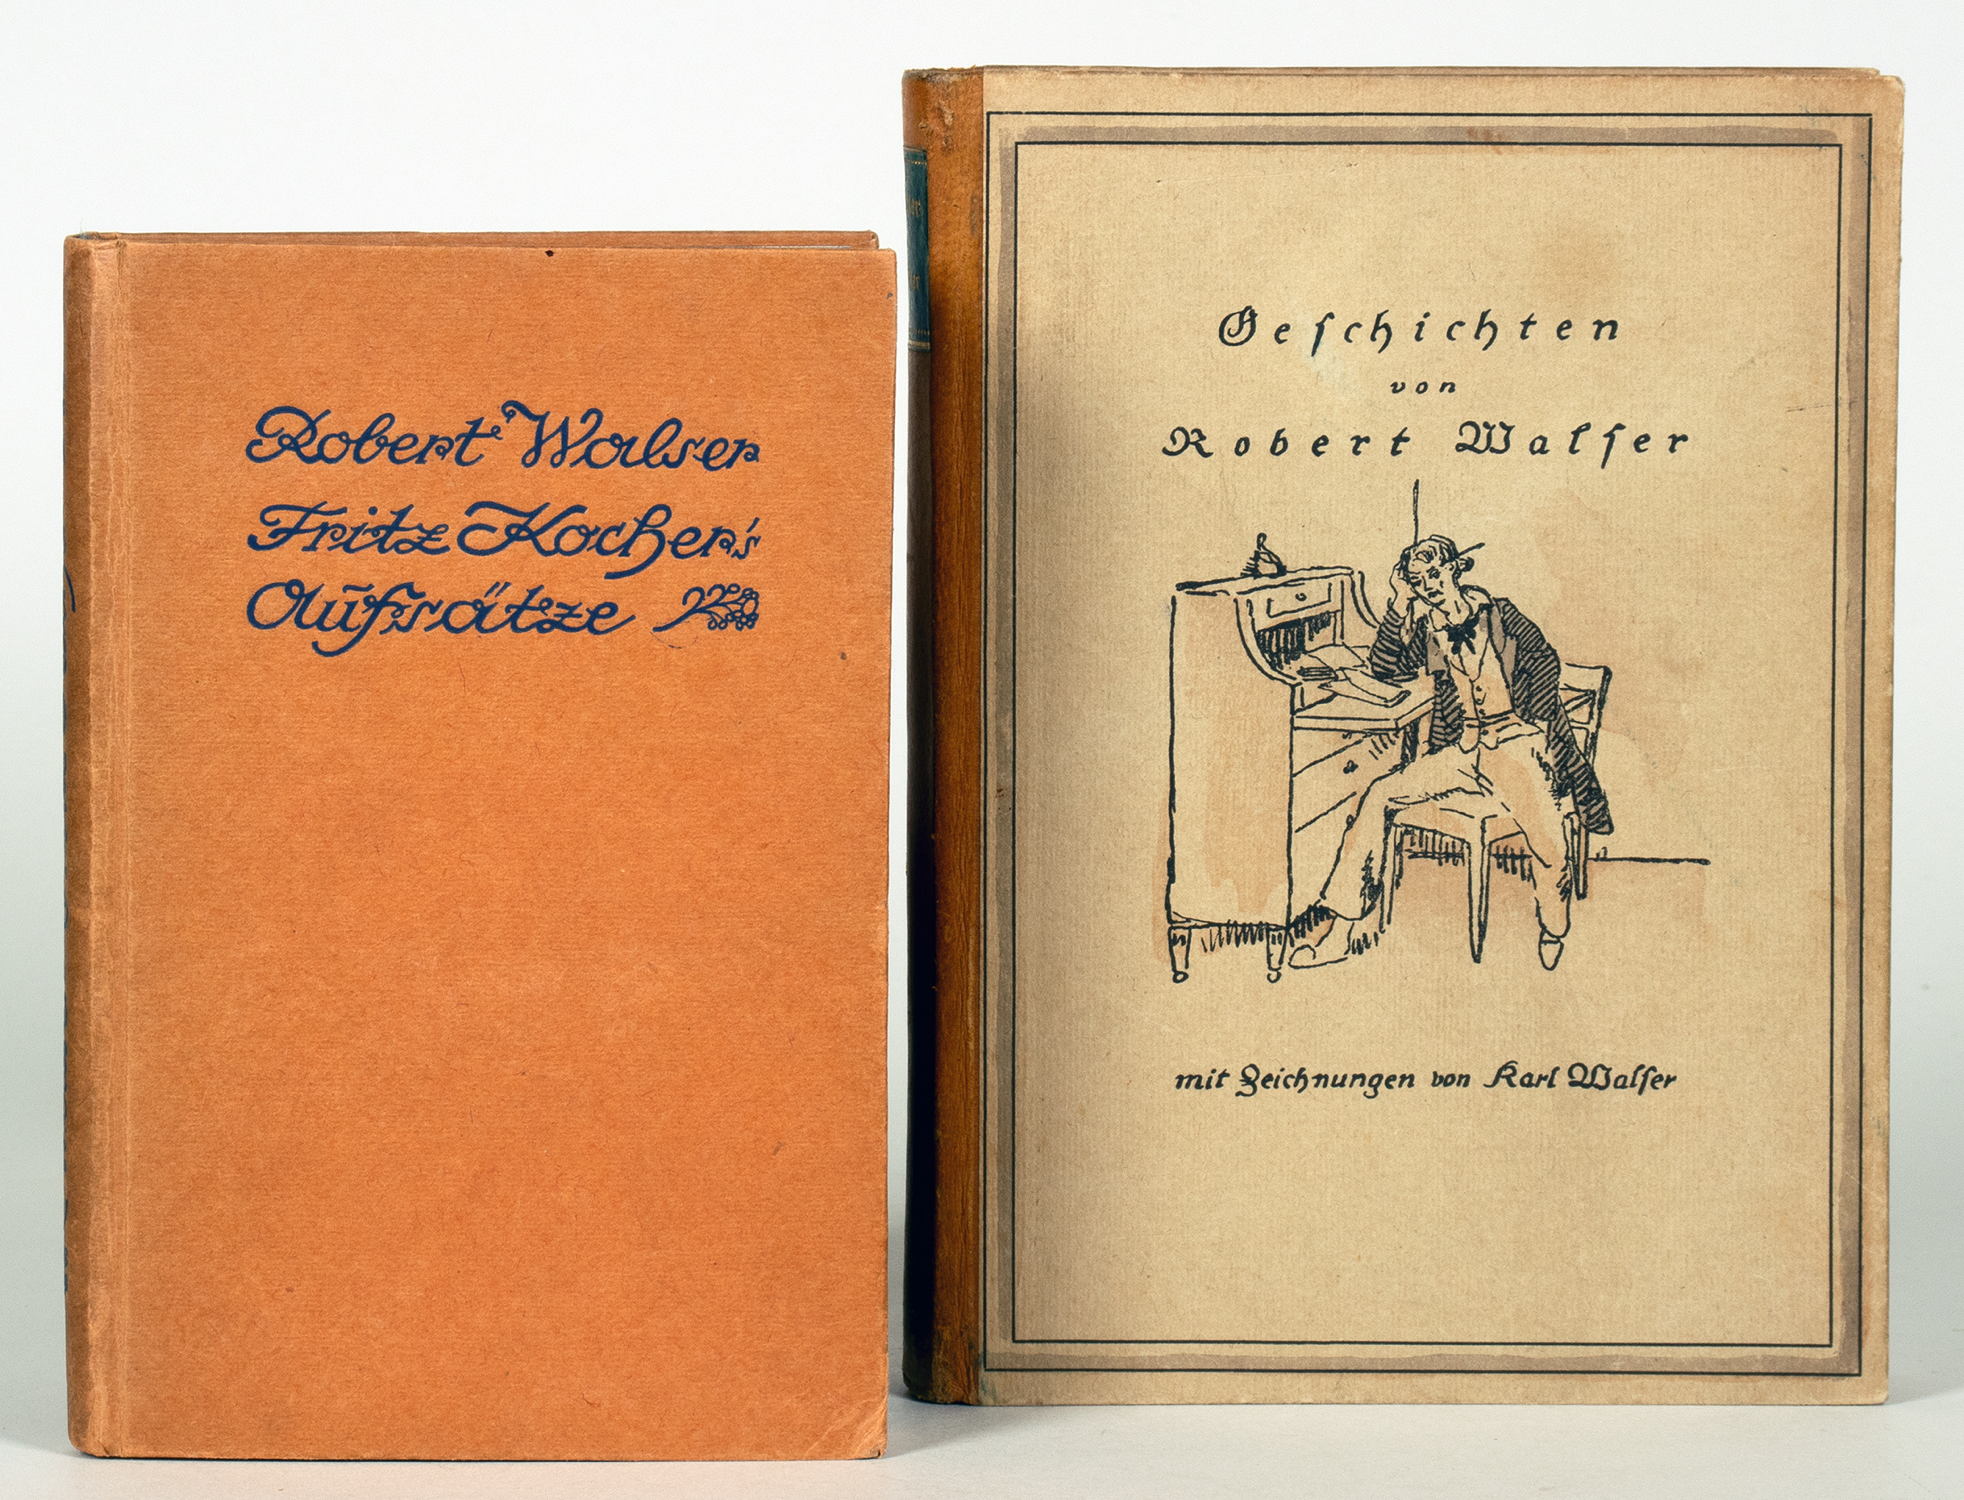 Robert Walser
Fritz Kocher's
Aufsätze
Geschichten
von
Robert Walser
mit Zeichnungen von Karl Walser